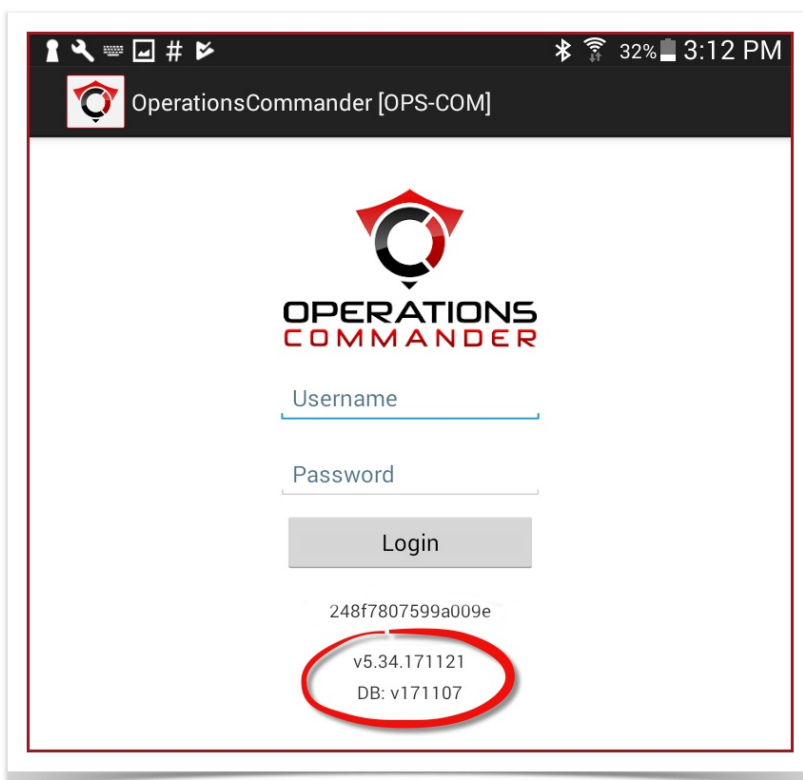 # 32% 3:12 PM
OperationsCommander [OPS-COM]
OPERATIONS
COMMANDER
Username
Password
Login
248f7807599a009e
v5.34.171121
DB: v171107